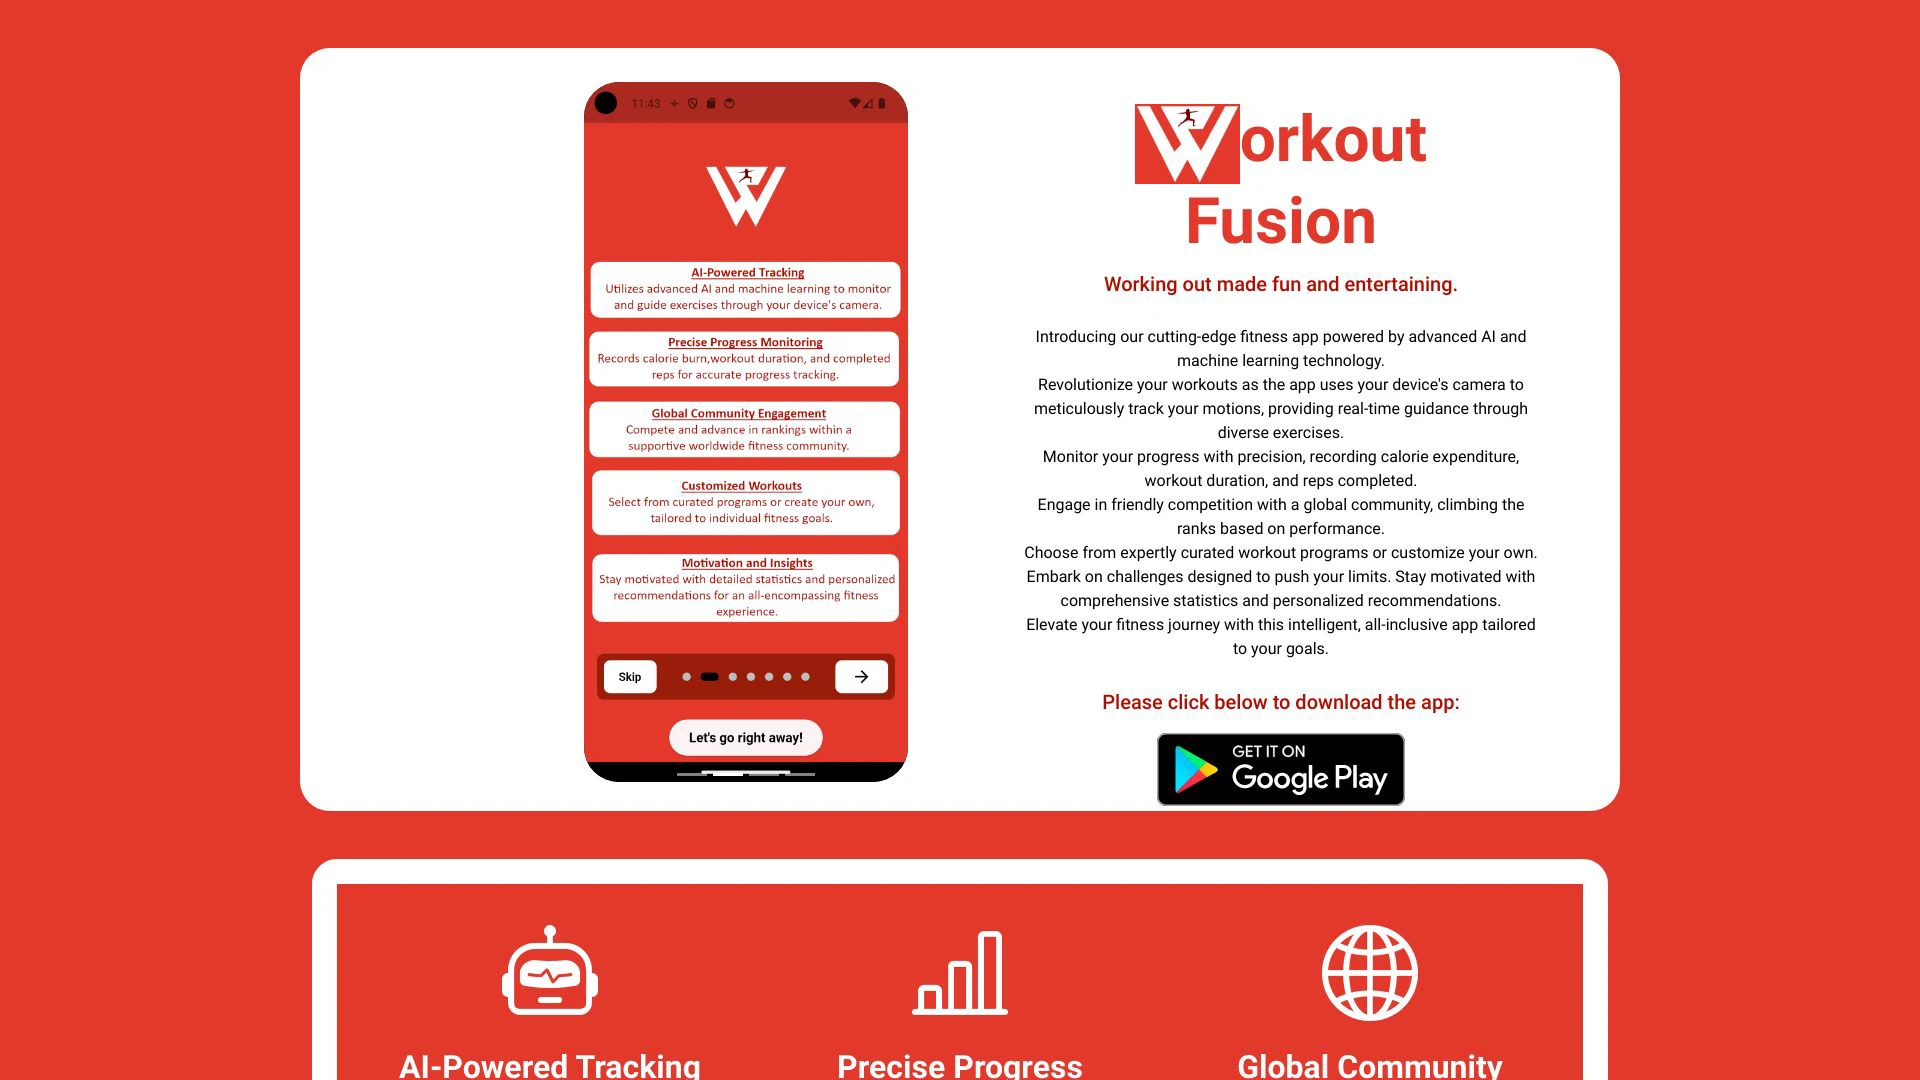 11.43
W
AI-Powered Tracking
Utilizes advanced AI and machine learning to monitor
and guide exercises through your device's camera.
Precise Progress Monitoring
Records calorie burn,workout duration, and completed
reps for accurate progress tracking.
Global Community Engagement
Compete and advance in rankings within a
supportive worldwide fitness community.
Customized Workouts
Select from curated programs or create your own,
tailored to individual fitness goals.
Motivation and Insights
Stay motivated with detailed statistics and personalized
recommendations for an all-encompassing fitness
experience.
Skip
Let's go right away!
Workout
Fusion
Working out made fun and entertaining.
Introducing our cutting-edge fitness app powered by advanced AI and
machine learning technology.
Revolutionize your workouts as the app uses your device's camera to
meticulously track your motions, providing real-time guidance through
diverse exercises.
Monitor your progress with precision, recording calorie expenditure,
workout duration, and reps completed.
Engage in friendly competition with a global community, climbing the
ranks based on performance.
Choose from expertly curated workout programs or customize your own.
Embark on challenges designed to push your limits. Stay motivated with
comprehensive statistics and personalized recommendations.
Elevate your fitness journey with this intelligent, all-inclusive app tailored
to your goals.
Please click below to download the app:
GET IT ON
Google Play
AI-Powered Tracking
Precise Progress
Global Community